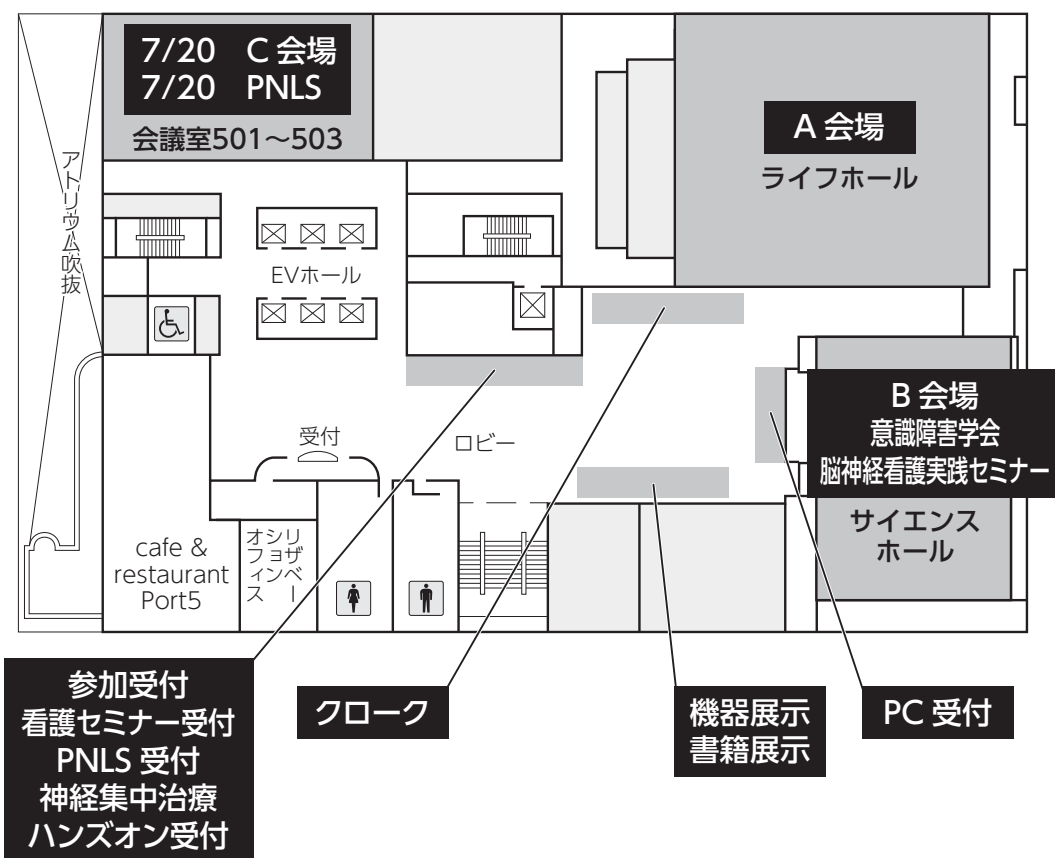 7/20 C 会場
7/20 PNLS
会議室501〜503
A 会場
ライフホール
アトリウム吹抜
EVホール
受付
ロビー
B 会場
意識障害学会
脳神経看護実践セミナー
サイエンス
ホール
cafe &
restaurant
Port5
リザベー
ションベ
オフィス
参加受付
看護セミナー受付
PNLS 受付
神経集中治療
ハンズオン受付
クローク
機器展示
書籍展示
PC 受付